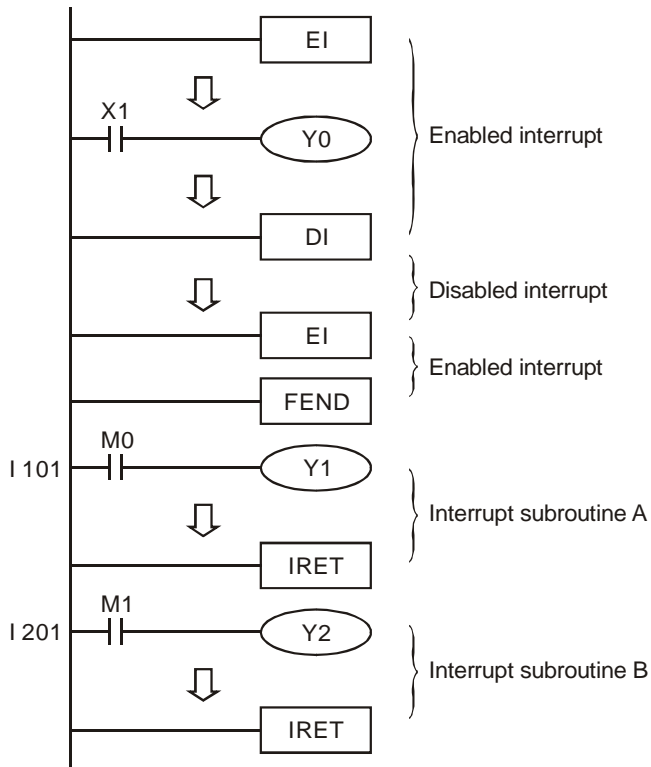 EI
X1
Y0
Enabled interrupt
DI
Disabled interrupt
EI
Enabled interrupt
FEND
M0
I 101
Y1
Interrupt subroutine A
IRET
M1
I 201
Y2
Interrupt subroutine B
IRET